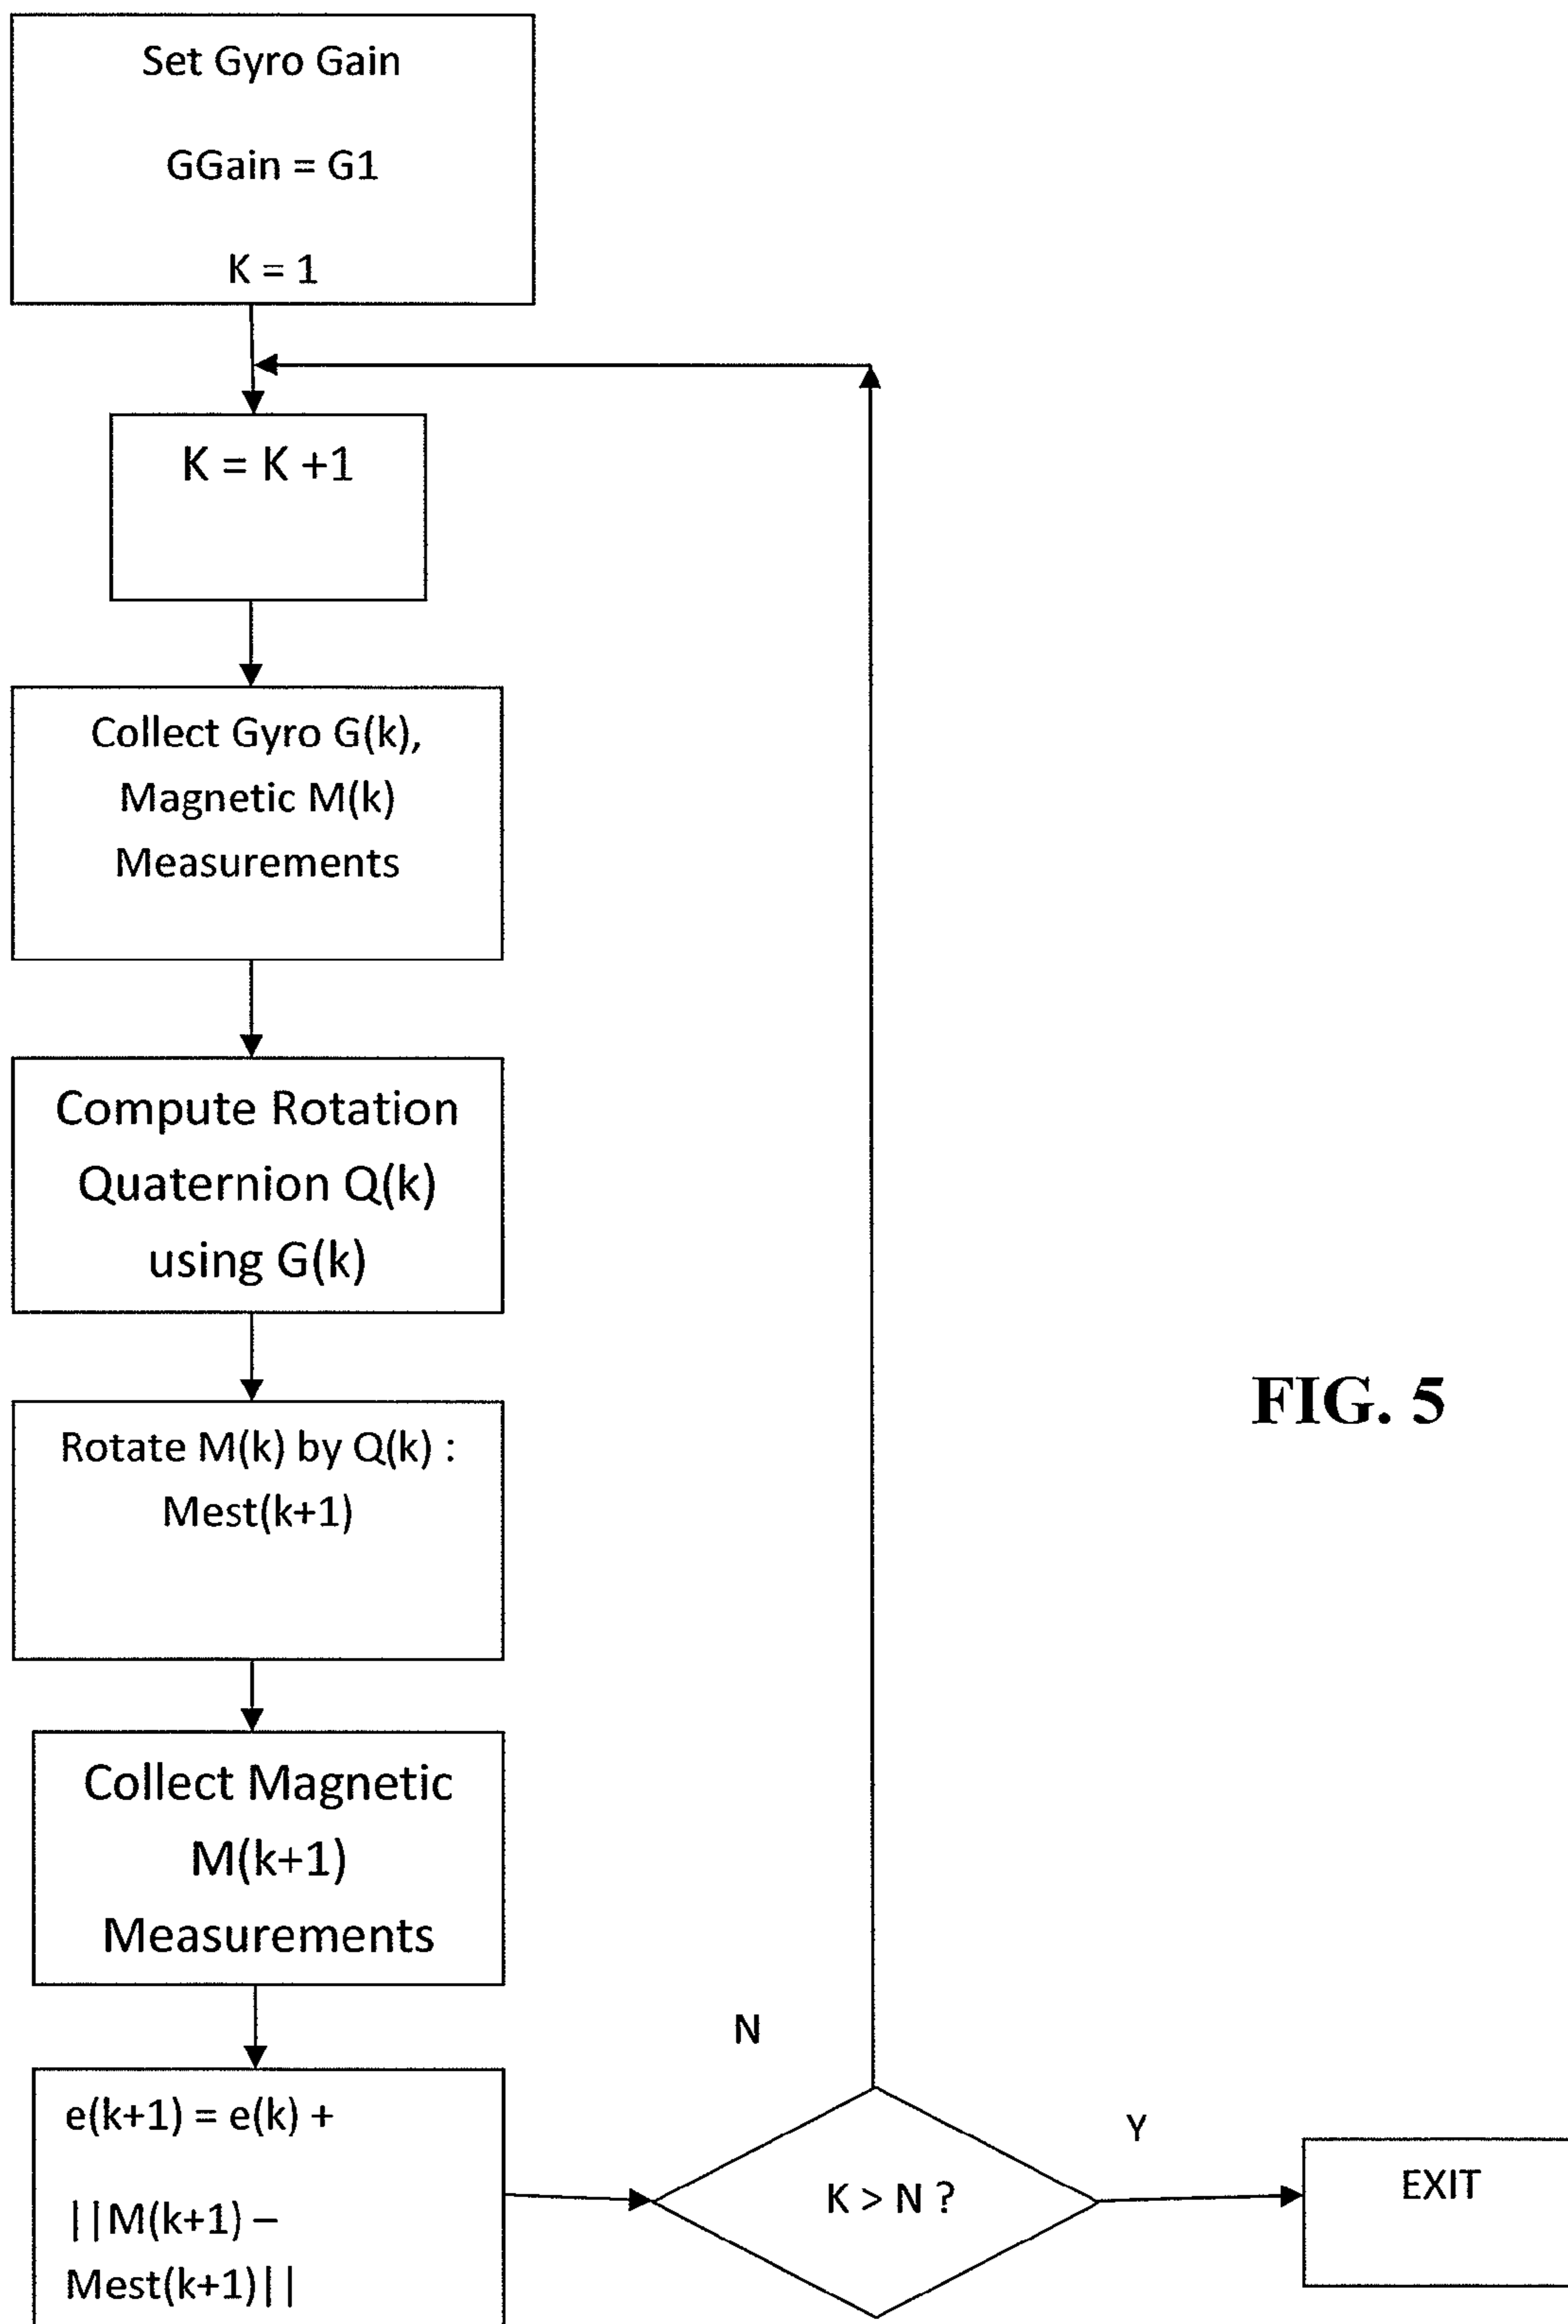 Set Gyro Gain
GGain = G1
K = 1
K = K +1
Collect Gyro G(k),
Magnetic M(k)
Measurements
Compute Rotation
Quaternion Q(k)
using G(k)
Rotate M(k) by Q(k) :
Mest(k+1)
FIG. 5
Collect Magnetic
M(k+1)
Measurements
e(k+1) = e(k) +
||M(k+1) –
Mest(k+1)||
N
K > N ?
Y
EXIT